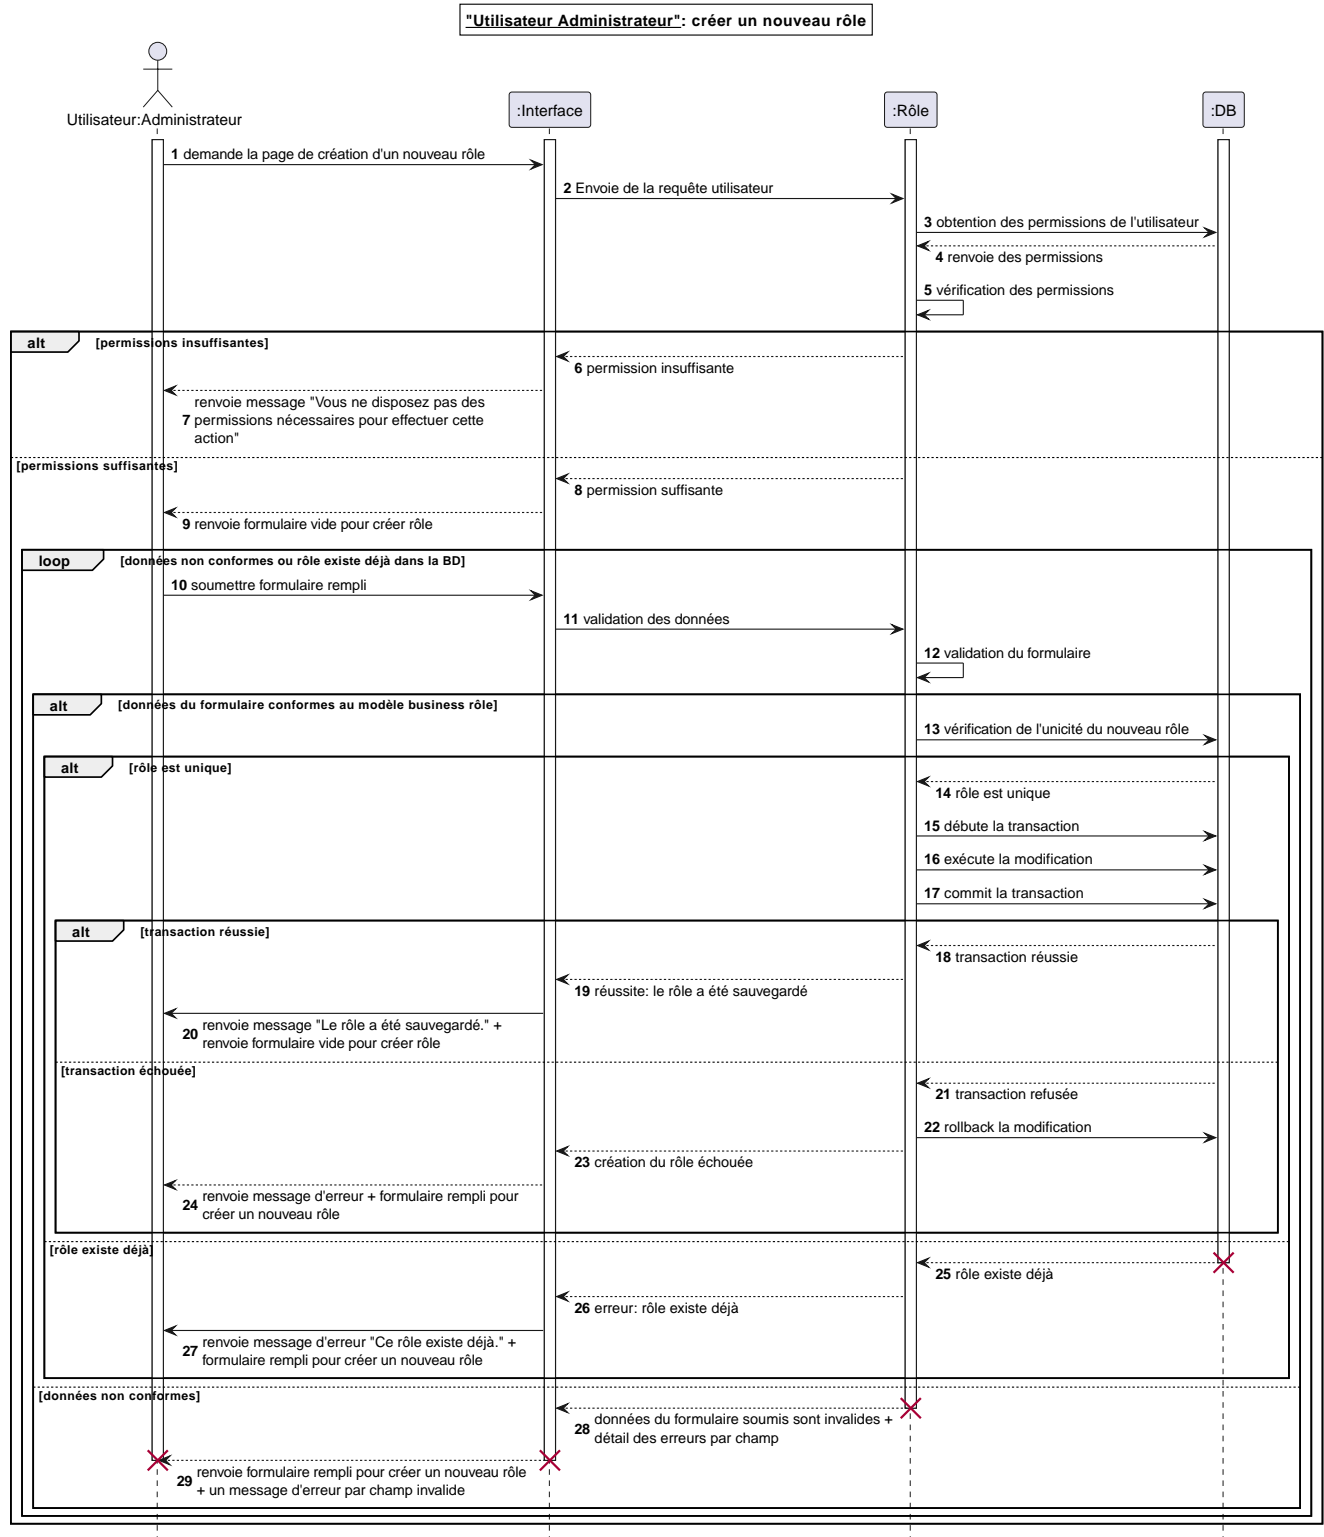 "Utilisateur Administrateur": créer un nouveau rôle
Utilisateur:Administrateur
:Interface
:Rôle
:DB
1 demande la page de création d'un nouveau rôle
2 Envoie de la requête utilisateur
3 obtention des permissions de l'utilisateur
4 renvoie des permissions
5 vérification des permissions
alt [permissions insuffisantes]
6 permission insuffisante
renvoie message "Vous ne disposez pas des
7 permissions nécessaires pour effectuer cette
action"
[permissions suffisantes]
8 permission suffisante
9 renvoie formulaire vide pour créer rôle
loop [données non conformes ou rôle existe déjà dans la BD]
10 soumettre formulaire rempli
11 validation des données
12 validation du formulaire
alt [données du formulaire conformes au modèle business rôle]
13 vérification de l'unicité du nouveau rôle
alt [rôle est unique]
14 rôle est unique
15 débute la transaction
16 exécute la modification
17 commit la transaction
alt [transaction réussie]
18 transaction réussie
19 réussite: le rôle a été sauvegardé
20 renvoie message "Le rôle a été sauvegardé." +
renvoie formulaire vide pour créer rôle
[transaction échouée]
21 transaction refusée
22 rollback la modification
23 création du rôle échouée
24 renvoie message d'erreur + formulaire rempli pour
créer un nouveau rôle
[rôle existe déjà]
25 rôle existe déjà
26 erreur: rôle existe déjà
27 renvoie message d'erreur "Ce rôle existe déjà." +
formulaire rempli pour créer un nouveau rôle
[données non conformes]
28 données du formulaire soumis sont invalides +
détail des erreurs par champ
29 renvoie formulaire rempli pour créer un nouveau rôle
+ un message d'erreur par champ invalide